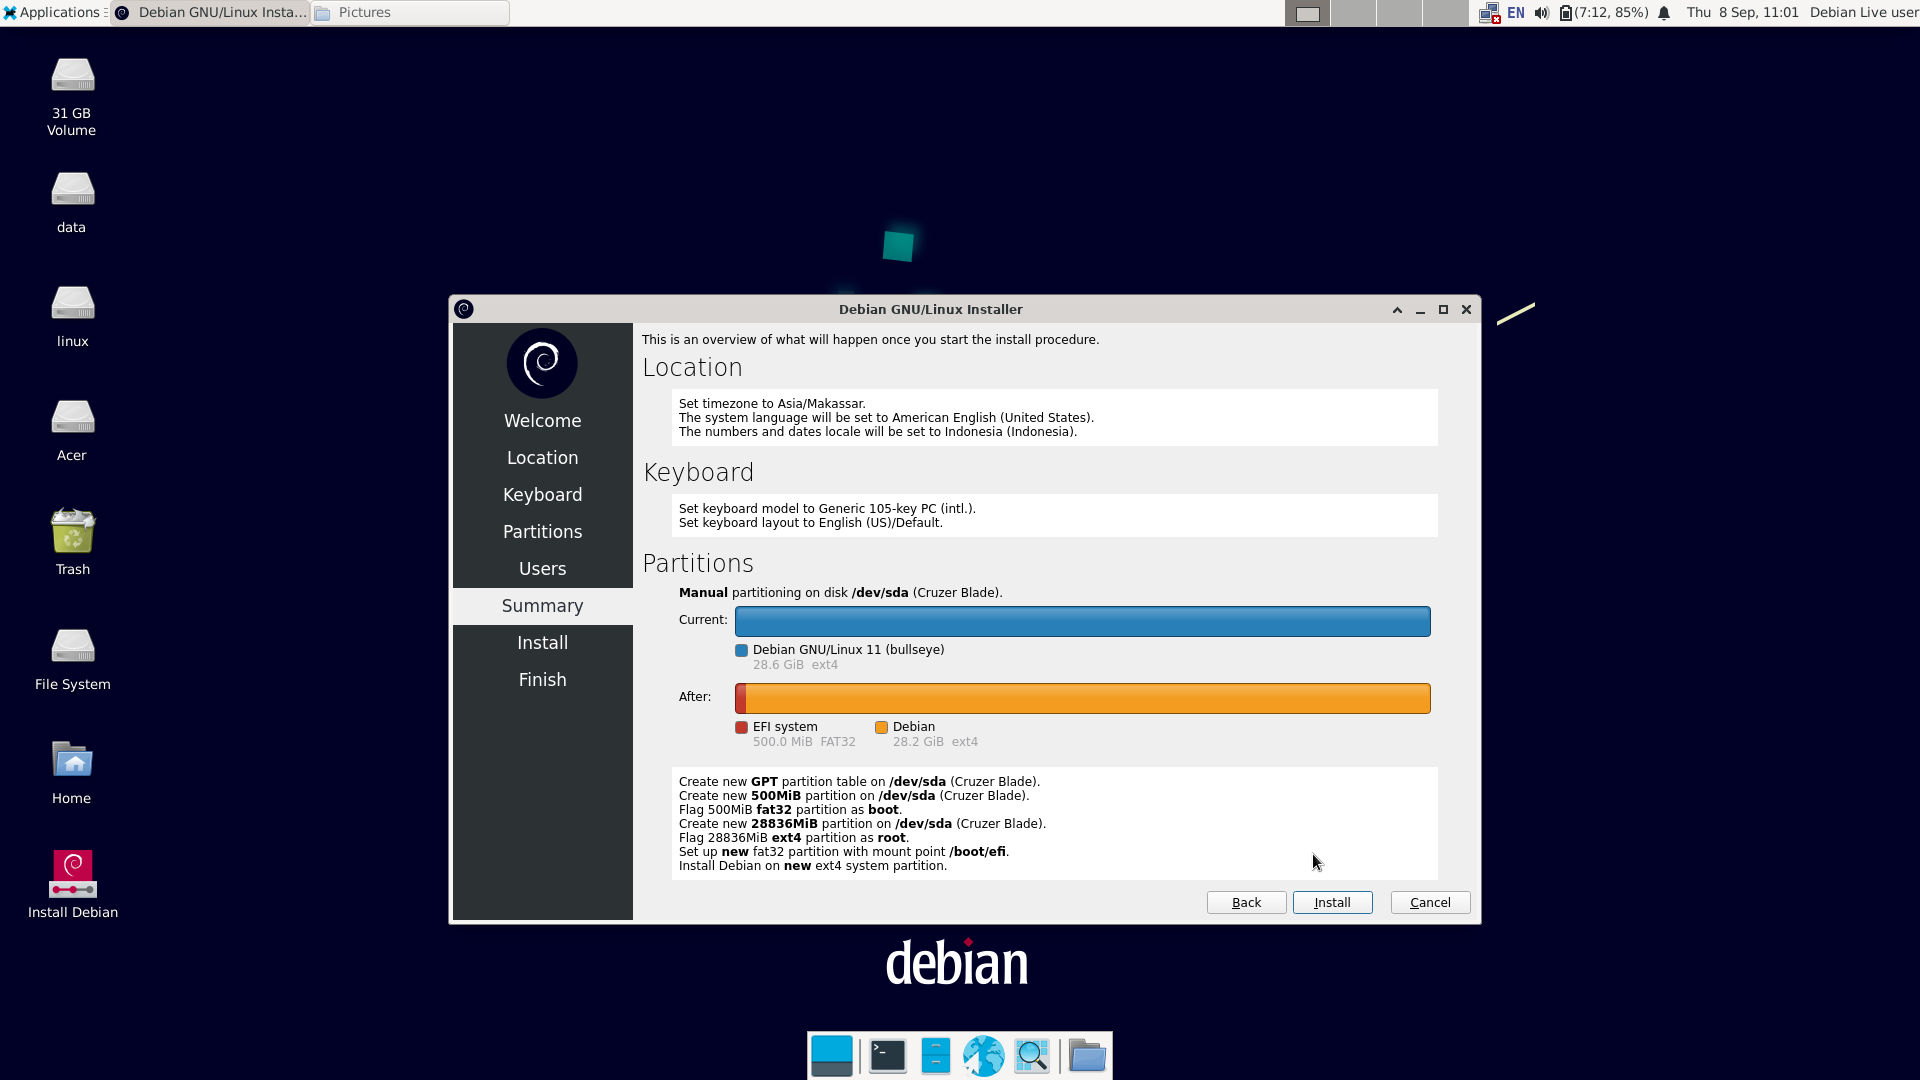 Applications
Debian GNU/Linux Insta...
Pictures
EN
(7:12, 85%)
Thu 8 Sep, 11:01
Debian Live user
31 GB
Volume
data
linux
Acer
Trash
File System
Home
Install Debian
Debian GNU/Linux Installer
Welcome
Location
Keyboard
Partitions
Users
Summary
Install
Finish
This is an overview of what will happen once you start the install procedure.
Location
Set timezone to Asia/Makassar.
The system language will be set to American English (United States).
The numbers and dates locale will be set to Indonesia (Indonesia).
Keyboard
Set keyboard model to Generic 105-key PC (intl.).
Set keyboard layout to English (US)/Default.
Partitions
Manual partitioning on disk /dev/sda (Cruzer Blade).
Current:
Debian GNU/Linux 11 (bullseye)
28.6 GiB ext4
After:
EFI system
500.0 MiB FAT32
Debian
28.2 GiB ext4
Create new GPT partition table on /dev/sda (Cruzer Blade).
Create new 500MiB partition on /dev/sda (Cruzer Blade).
Flag 500MiB fat32 partition as boot.
Create new 28836MiB partition on /dev/sda (Cruzer Blade).
Flag 28836MiB ext4 partition as root.
Set up new fat32 partition with mount point /boot/efi.
Install Debian on new ext4 system partition.
Back
Install
Cancel
debian